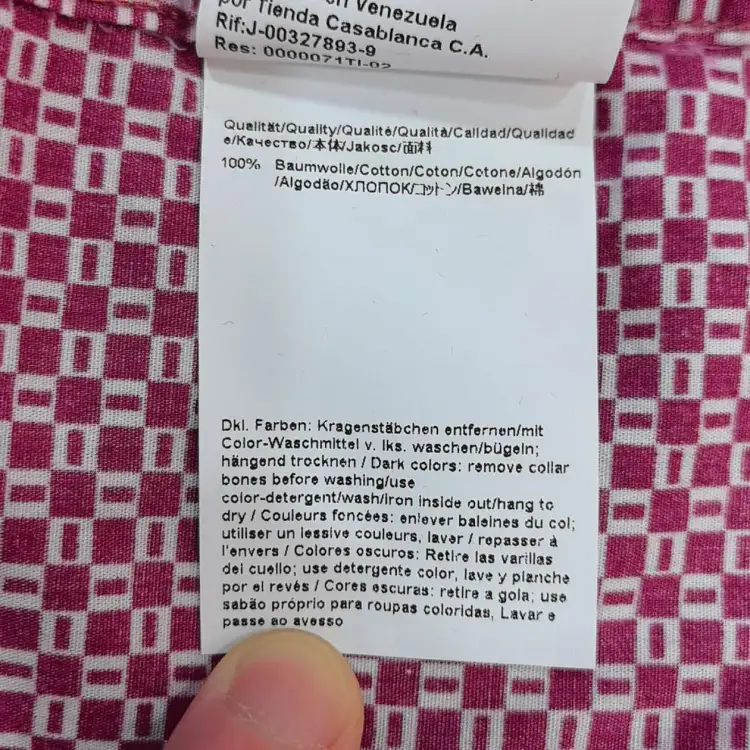 en Venezuela
por Tienda Casablanca C.A.
Rif:J-00327893-9
Res: 0000071TI-02
Qualität/Quality/Qualité/Qualità/Calidad/Qualidad
e/Качество/本体/Jakosc/面料
100% Baumwolle/Cotton/Coton/Cotone/Algodón
/Algodão/ХЛОПОК/コットン/Bawelna/棉
Dkl. Farben: Kragenstäbchen entfernen/mit
Color-Waschmittel v. lks. waschen/bügeln;
hängend trocknen / Dark colors: remove collar
bones before washing/use
color-detergent/wash/iron inside out/hang to
dry / Couleurs foncées: enlever baleines du col;
utiliser un lessive couleurs, laver / repasser à
l'envers / Colores oscuros: Retire las varillas
del cuello; use detergente color, lave y planche
por el revés / Cores escuras: retire a gola; use
sabão próprio para roupas coloridas, Lavar e
passe ao avesso